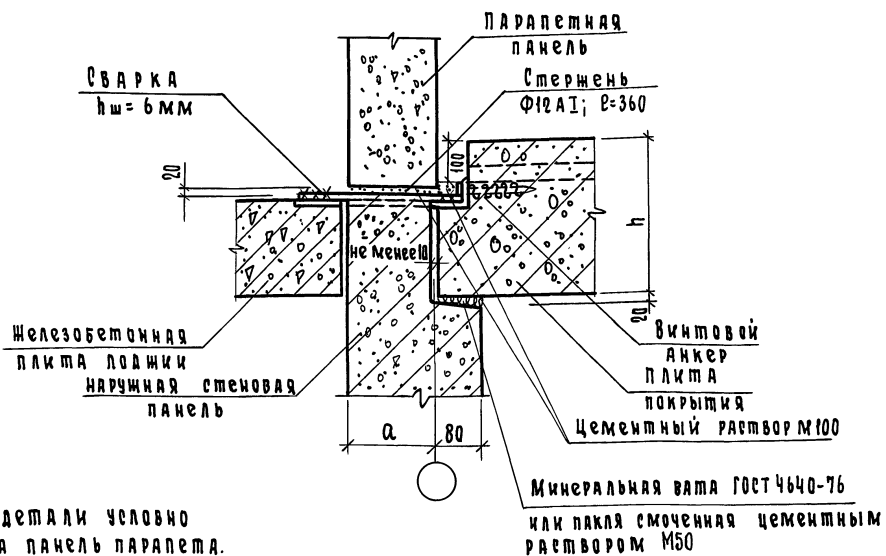 Парапетная
панель
Сварка
hш = 6 мм
Стержень
Ф12АI; ℓ=360
100
20
h
не менее 10
20
Железобетонная
плита лоджии
наружная стеновая
панель
Винтовой
анкер
Плита
покрытия
Цементный раствор М100
а
80
Минеральная вата ГОСТ 4640-76
или пакля смоченная цементным
раствором М50
детали условно
панель парапета.